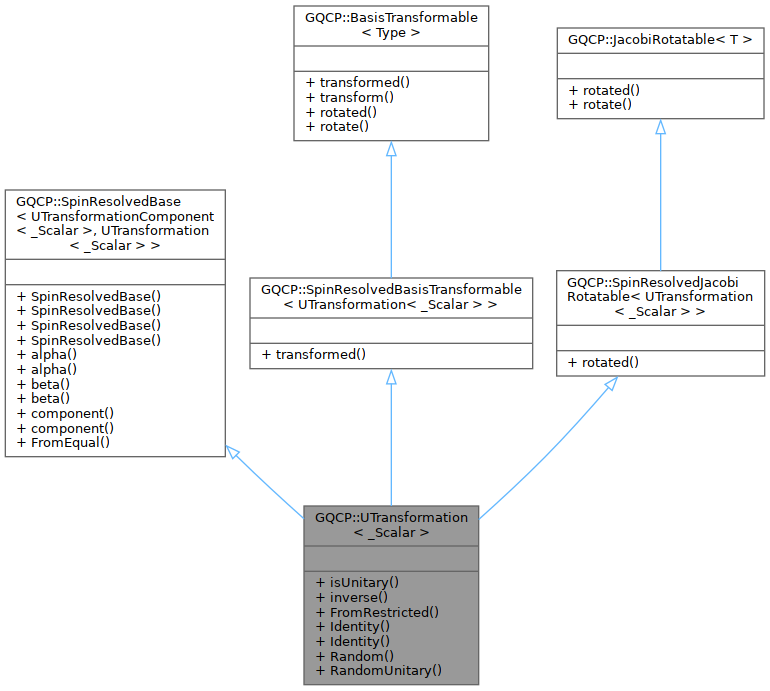 GQCP::BasisTransformable
< Type >
+ transformed()
+ transform()
+ rotated()
+ rotate()
GQCP::JacobiRotatable< T >
+ rotated()
+ rotate()
GQCP::SpinResolvedBase
< UTransformationComponent
< _Scalar >, UTransformation
< _Scalar > >
+ SpinResolvedBase()
+ SpinResolvedBase()
+ SpinResolvedBase()
+ SpinResolvedBase()
+ alpha()
+ alpha()
+ beta()
+ beta()
+ component()
+ component()
+ FromEqual()
GQCP::SpinResolvedBasisTransformable
< UTransformation< _Scalar > >
+ transformed()
GQCP::SpinResolvedJacobi
Rotatable< UTransformation
< _Scalar > >
+ rotated()
GQCP::UTransformation
< _Scalar >
+ isUnitary()
+ inverse()
+ FromRestricted()
+ Identity()
+ Identity()
+ Random()
+ RandomUnitary()